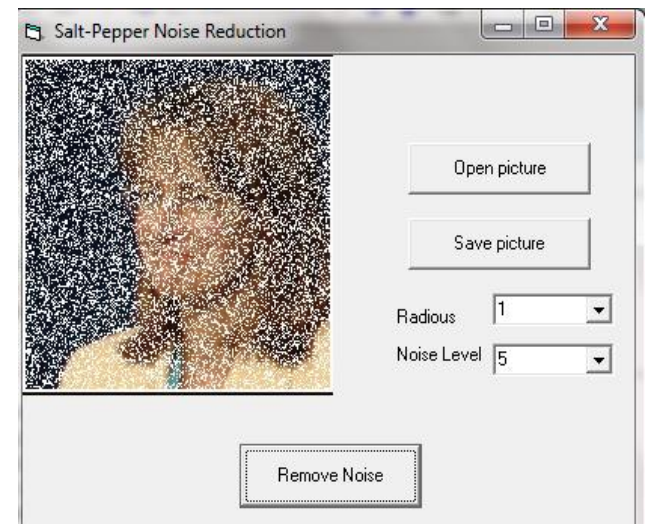 Salt-Pepper Noise Reduction
Open picture
Save picture
Radious 1
Noise Level 5
Remove Noise